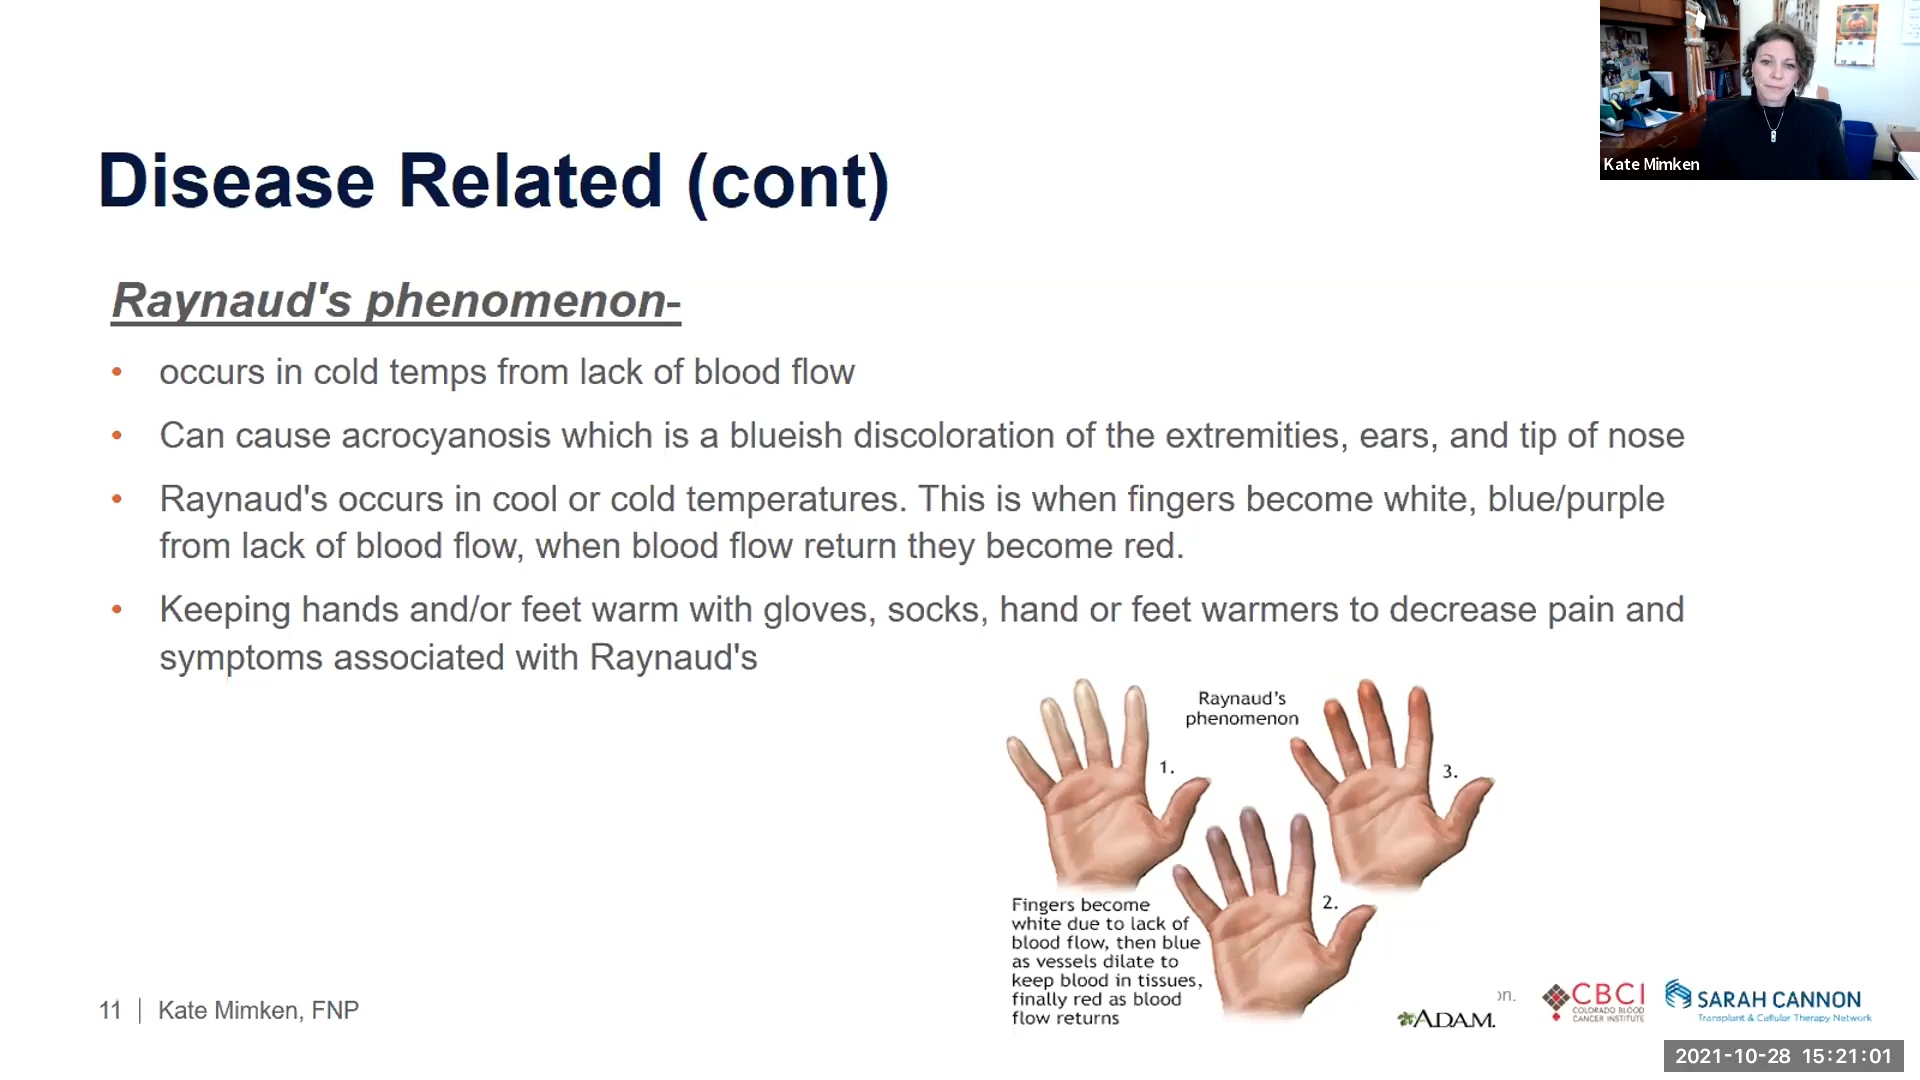 Kate Mimken
Disease Related (cont)
Raynaud's phenomenon-
• occurs in cold temps from lack of blood flow
• Can cause acrocyanosis which is a blueish discoloration of the extremities, ears, and tip of nose
• Raynaud's occurs in cool or cold temperatures. This is when fingers become white, blue/purple
from lack of blood flow, when blood flow return they become red.
• Keeping hands and/or feet warm with gloves, socks, hand or feet warmers to decrease pain and
symptoms associated with Raynaud's
Raynaud's
phenomenon
1.
3.
2.
Fingers become
white due to lack of
blood flow, then blue
as vessels dilate to
keep blood in tissues,
finally red as blood
flow returns
ADAM.
11 | Kate Mimken, FNP
on.
CBCI
COLORADO BLOOD
CANCER INSTITUTE
SARAH CANNON
Transplant & Cellular Therapy Network
2021-10-28 15:21:01